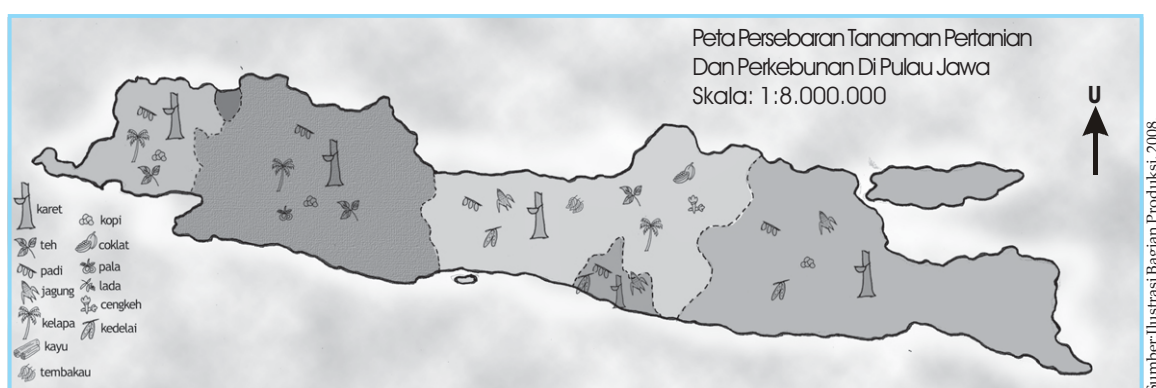 Peta Persebaran Tanaman Pertanian
Dan Perkebunan Di Pulau Jawa
Skala: 1:8.000.000
U
karet
teh
padi
jagung
kelapa
kayu
tembakau
kopi
coklat
pala
lada
cengkeh
kedelai
Sumber: Ilustrasi Bagian Produksi, 2008